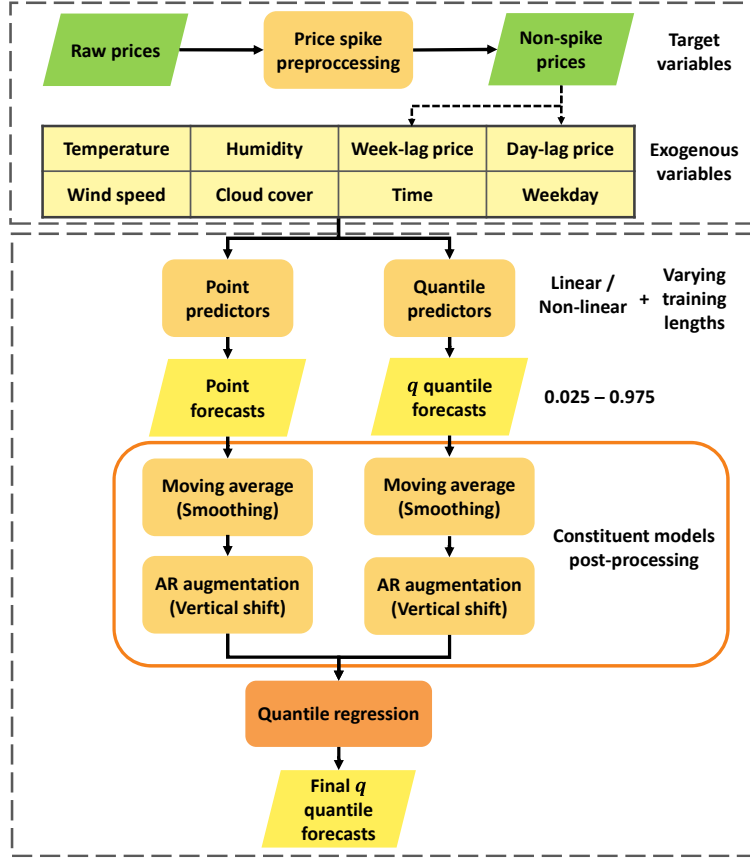 Raw prices
Price spike
preproccessing
Non-spike
prices
Target
variables
Temperature
Humidity
Week-lag price
Day-lag price
Wind speed
Cloud cover
Time
Weekday
Exogenous
variables
Point
predictors
Quantile
predictors
Linear /
Non-linear
+
Varying
training
lengths
Point
forecasts
q quantile
forecasts
0.025 – 0.975
Moving average
(Smoothing)
Moving average
(Smoothing)
AR augmentation
(Vertical shift)
AR augmentation
(Vertical shift)
Constituent models
post-processing
Quantile regression
Final q
quantile
forecasts